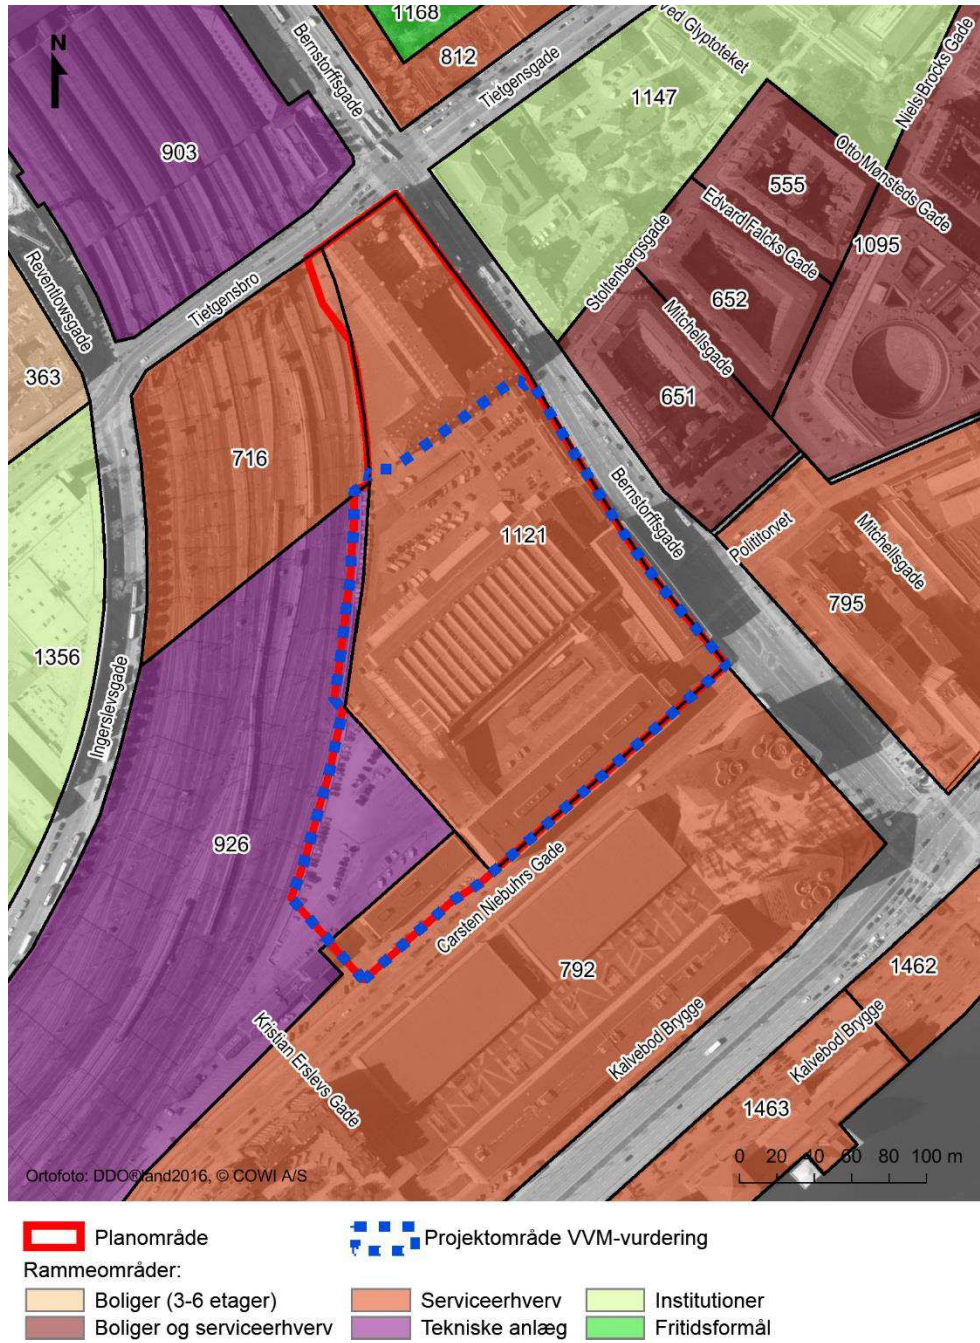 1168
812
N
Bernstorffsgade
Tietgensgade
ved Glyptoteket
Niels Brocks Gade
1147
903
Otto Mønsteds Gade
555
Edvard Falcks Gade
Stoltenbergsgade
1095
652
Reventlowsgade
Tietgensbro
Mitchellsgade
363
651
716
Bernstorffsgade
1121
Polititorvet
Mitchellsgade
795
1356
Ingerslevsgade
926
Carsten Niebuhrs Gade
792
1462
Kalvebod Brygge
Kalvebod Brygge
Kristian Erslevs Gade
1463
0 20 40 60 80 100 m
Ortofoto: DDO®land2016, © COWI A/S
Planområde
Projektområde VVM-vurdering
Rammeområder:
Boliger (3-6 etager)
Serviceerhverv
Institutioner
Boliger og serviceerhverv
Tekniske anlæg
Fritidsformål